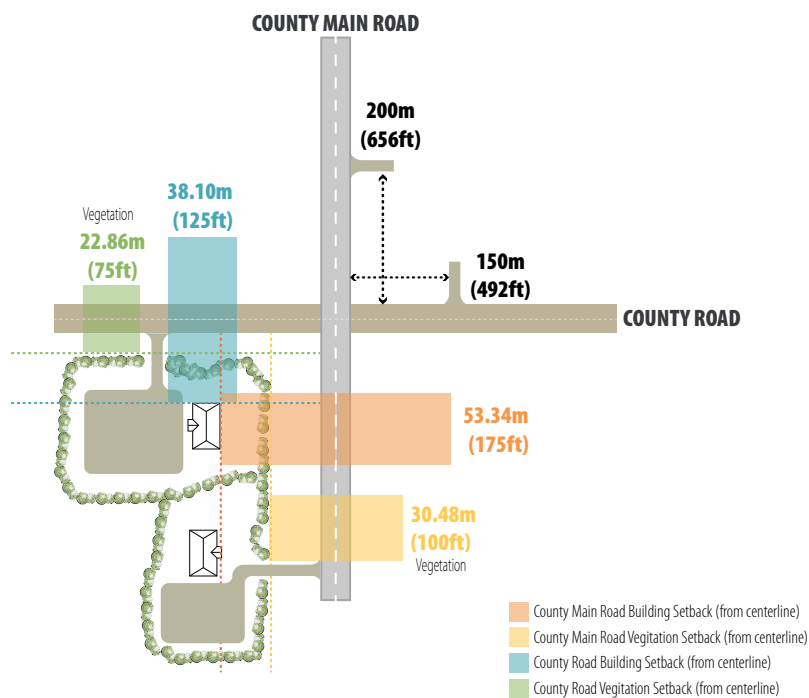 COUNTY MAIN ROAD
200m
(656ft)
38.10m
(125ft)
Vegetation
22.86m
(75ft)
150m
(492ft)
COUNTY ROAD
53.34m
(175ft)
30.48m
(100ft)
Vegetation
County Main Road Building Setback (from centerline)
County Main Road Vegitation Setback (from centerline)
County Road Building Setback (from centerline)
County Road Vegitation Setback (from centerline)